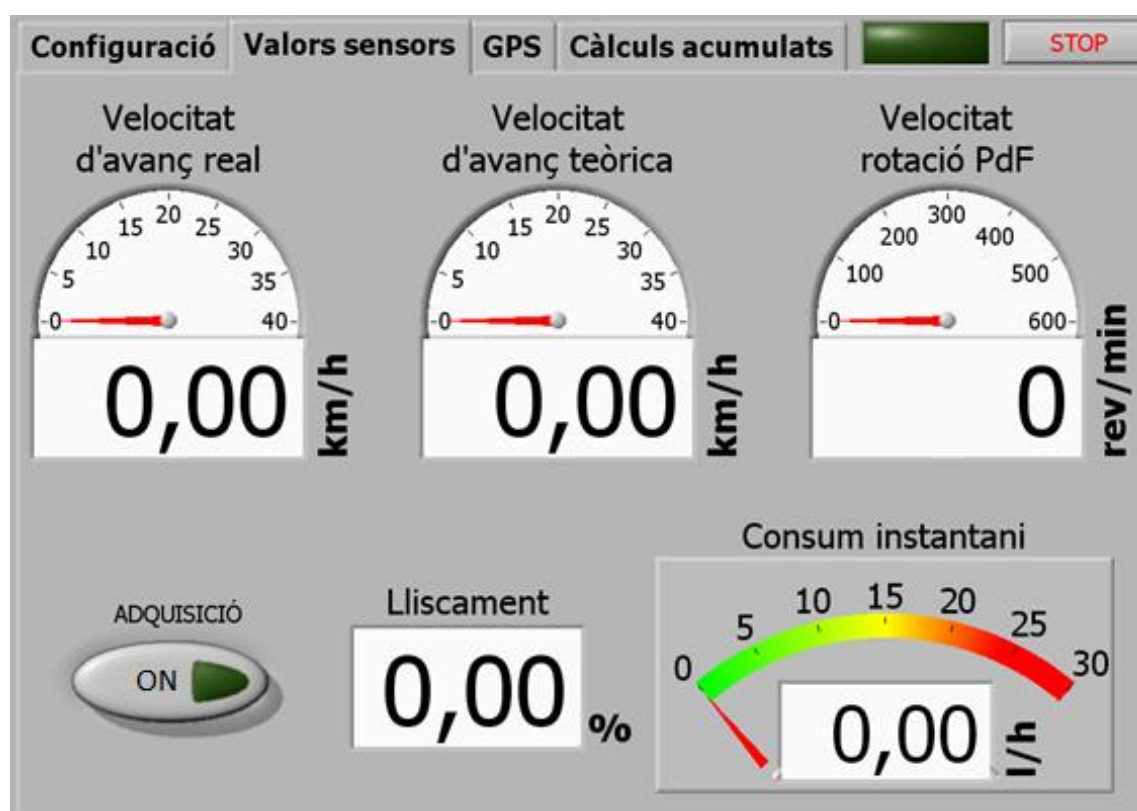 Configuració Valors sensors GPS Càlculs acumulats STOP
Velocitat d'avanç real
Velocitat d'avanç teòrica
Velocitat rotació PdF
0 5 10 15 20 25 30 35 40
0,00 km/h
0 5 10 15 20 25 30 35 40
0,00 km/h
0 100 200 300 400 500 600
0 rev/min
ADQUISICIÓ
ON
Lliscament
0,00 %
Consum instantani
0 5 10 15 20 25 30
0,00 l/h